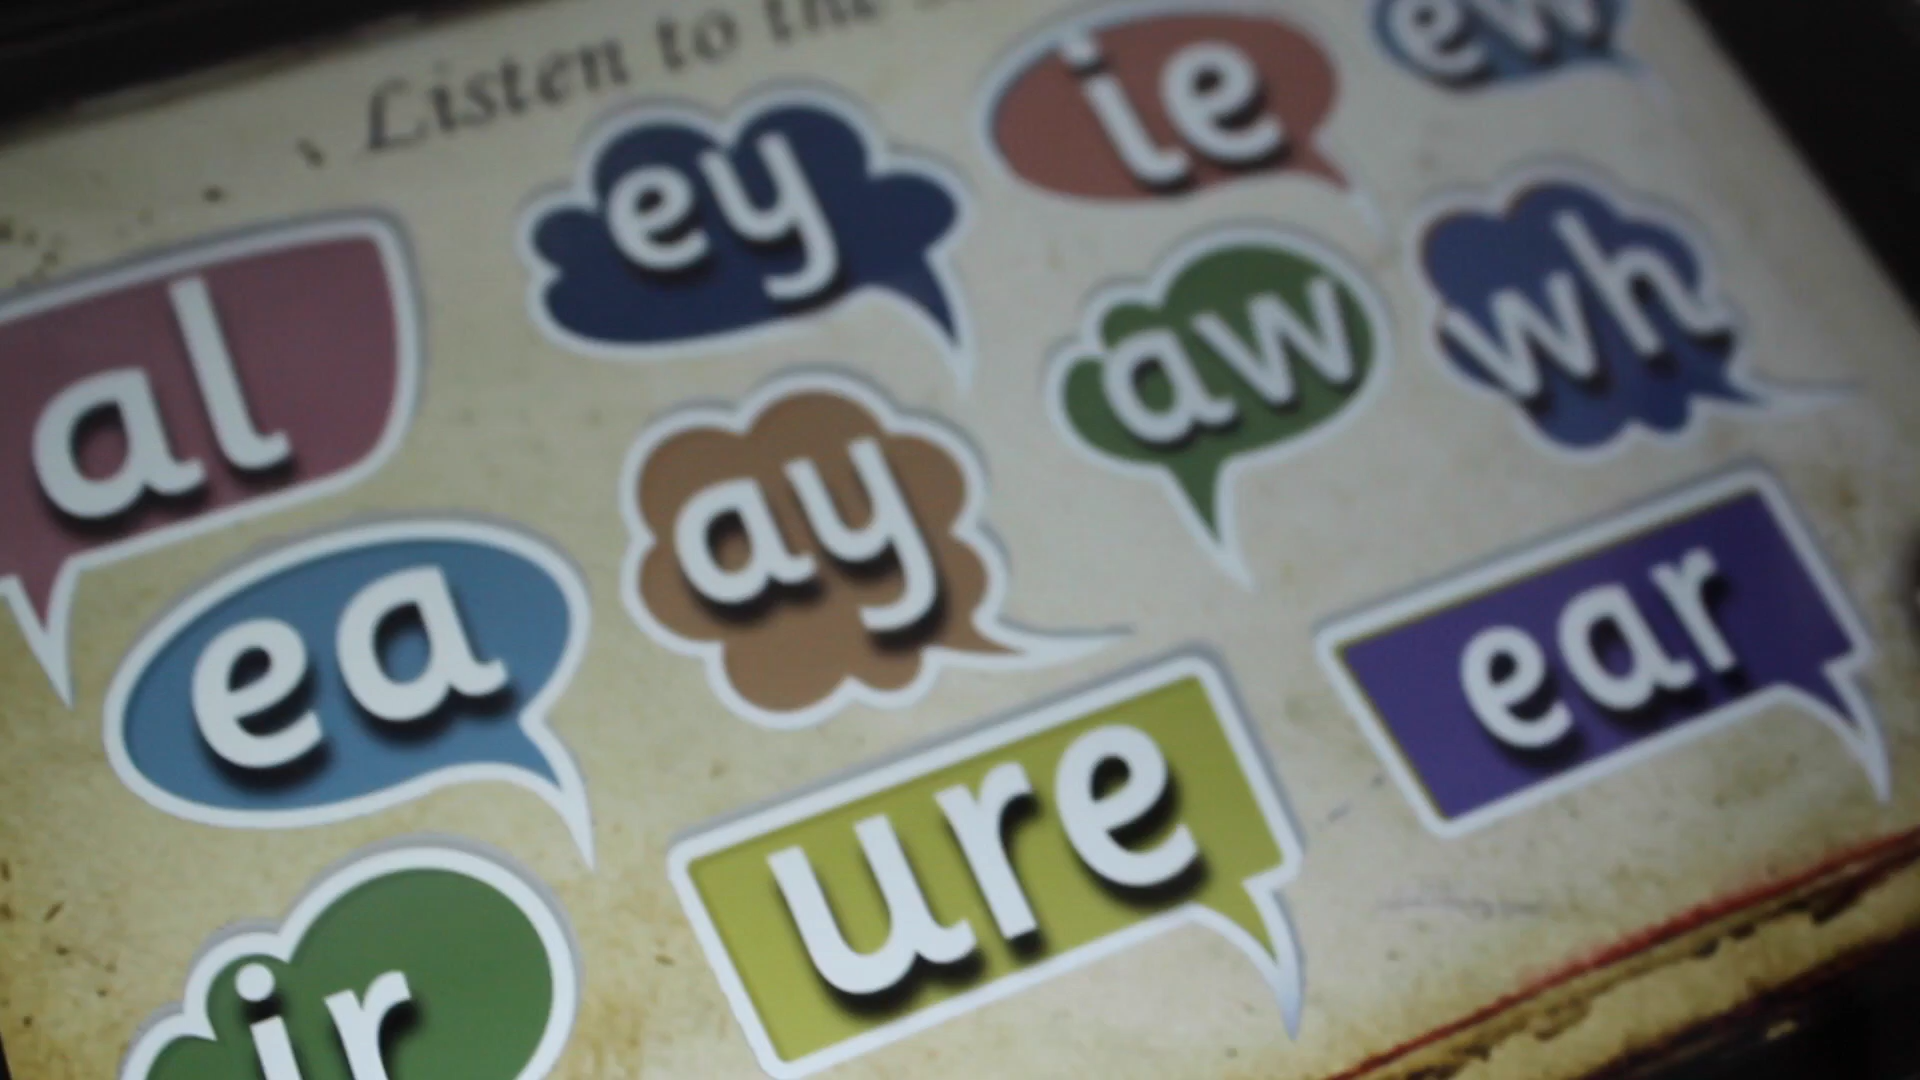 Listen to the
ie
ew
ey
al
aw
wh
ay
ea
ear
ure
ir